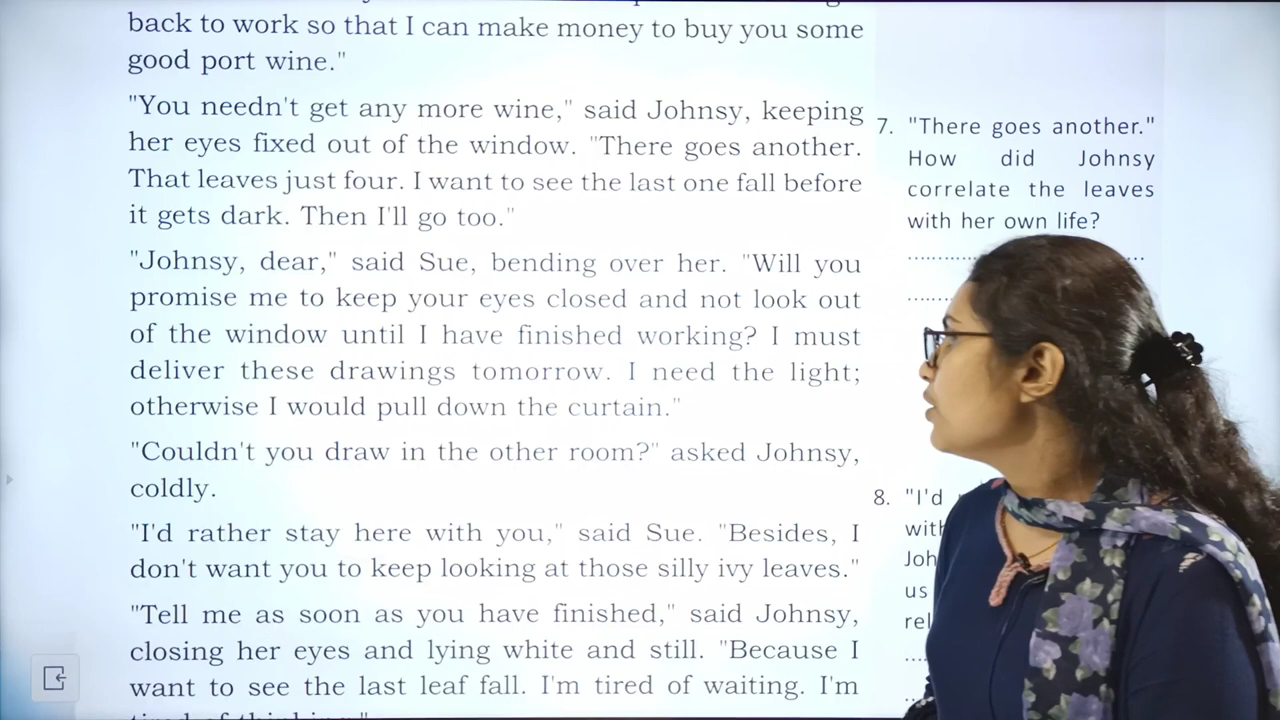 back to work so that I can make money to buy you some
good port wine."
"You needn't get any more wine," said Johnsy, keeping
her eyes fixed out of the window. "There goes another.
That leaves just four. I want to see the last one fall before
it gets dark. Then I'll go too."
"Johnsy, dear," said Sue, bending over her. "Will you
promise me to keep your eyes closed and not look out
of the window until I have finished working? I must
deliver these drawings tomorrow. I need the light;
otherwise I would pull down the curtain."
"Couldn't you draw in the other room?" asked Johnsy,
coldly.
"I'd rather stay here with you," said Sue. "Besides, I
don't want you to keep looking at those silly ivy leaves."
"Tell me as soon as you have finished," said Johnsy,
closing her eyes and lying white and still. "Because I
want to see the last leaf fall. I'm tired of waiting. I'm
7. "There goes another."
How did Johnsy
correlate the leaves
with her own life?
8. "I'd
us